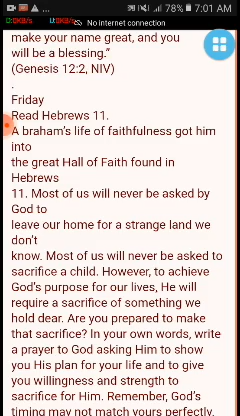 78% 7:01 AM
0.0KB/s U:0KB/s No internet connection
make your name great, and you
will be a blessing.”
(Genesis 12:2, NIV)
.
Friday
Read Hebrews 11.
A braham’s life of faithfulness got him
into
the great Hall of Faith found in
Hebrews
11. Most of us will never be asked by
God to
leave our home for a strange land we
don’t
know. Most of us will never be asked to
sacrifice a child. However, to achieve
God’s purpose for our lives, He will
require a sacrifice of something we
hold dear. Are you prepared to make
that sacrifice? In your own words, write
a prayer to God asking Him to show
you His plan for your life and to give
you willingness and strength to
sacrifice for Him. Remember, God’s
timing may not match yours perfectly,